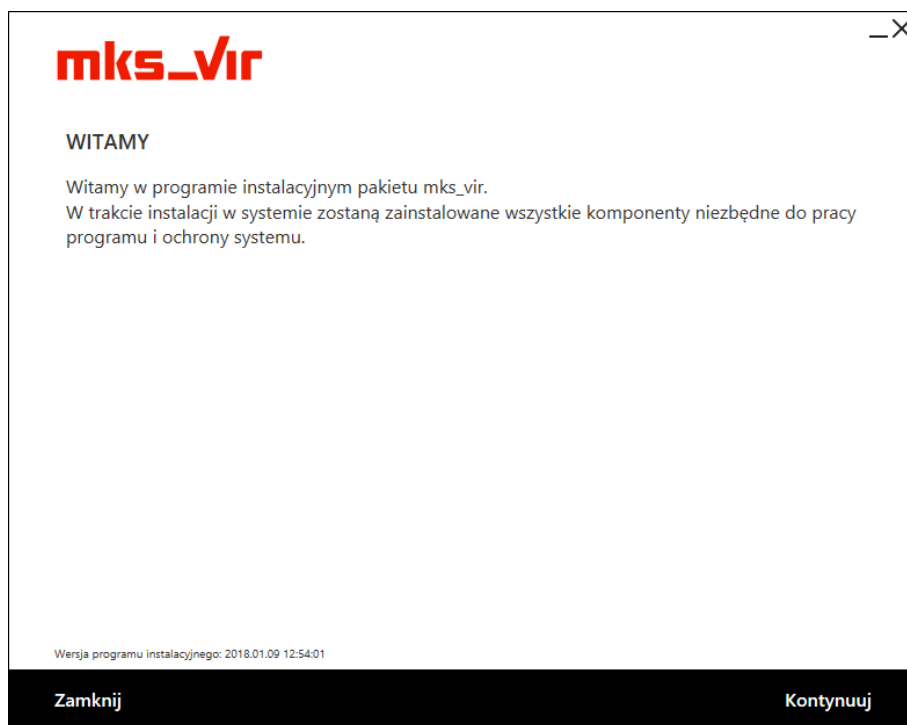 mks_vir
WITAMY
Witamy w programie instalacyjnym pakietu mks_vir.
W trakcie instalacji w systemie zostaną zainstalowane wszystkie komponenty niezbędne do pracy
programu i ochrony systemu.
Wersja programu instalacyjnego: 2018.01.09 12:54:01
Zamknij
Kontynuuj